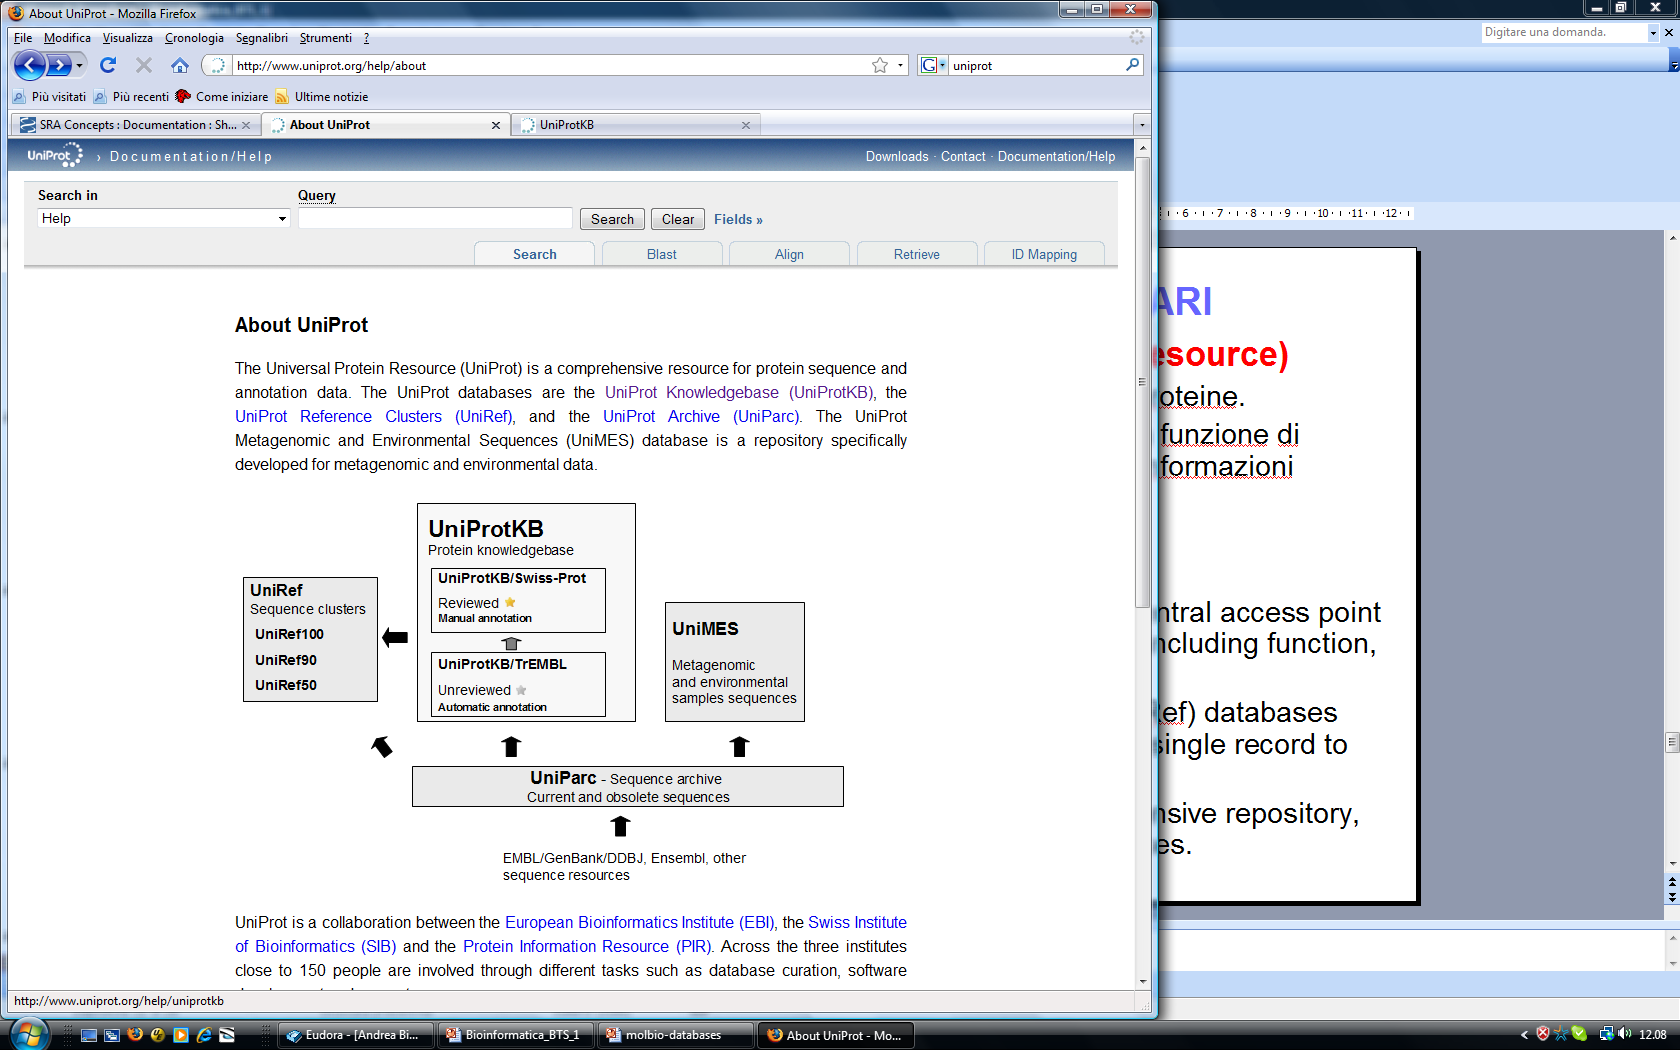 About UniProt - Mozilla Firefox
File Modifica Visualizza Cronologia Segnalibri Strumenti ?
http://www.uniprot.org/help/about
uniprot
Più visitati Più recenti Come iniziare Ultime notizie
SRA Concepts : Documentation : Sh...
About UniProt
UniProtKB
UniProt › Documentation/Help
Downloads · Contact · Documentation/Help
Search in
Query
Help
Search
Clear
Fields »
Search
Blast
Align
Retrieve
ID Mapping
About UniProt
The Universal Protein Resource (UniProt) is a comprehensive resource for protein sequence and
annotation data. The UniProt databases are the UniProt Knowledgebase (UniProtKB), the
UniProt Reference Clusters (UniRef), and the UniProt Archive (UniParc). The UniProt
Metagenomic and Environmental Sequences (UniMES) database is a repository specifically
developed for metagenomic and environmental data.
UniProtKB
Protein knowledgebase
UniProtKB/Swiss-Prot
Reviewed
Manual annotation
UniProtKB/TrEMBL
Unreviewed
Automatic annotation
UniRef
Sequence clusters
UniRef100
UniRef90
UniRef50
UniMES
Metagenomic
and environmental
samples sequences
UniParc - Sequence archive
Current and obsolete sequences
EMBL/GenBank/DDBJ, Ensembl, other
sequence resources
UniProt is a collaboration between the European Bioinformatics Institute (EBI), the Swiss Institute
of Bioinformatics (SIB) and the Protein Information Resource (PIR). Across the three institutes
close to 150 people are involved through different tasks such as database curation, software
http://www.uniprot.org/help/uniprotkb
Digitare una domanda.
6 7 8 9 10 11 12
ARI
esource)
oteine.
funzione di
formazioni
ntral access point
ncluding function,
Ref) databases
single record to
nsive repository,
es.
Eudora - [Andrea Bi...
Bioinformatica_BTS_1
molbio-databases
About UniProt - Mo...
12.08